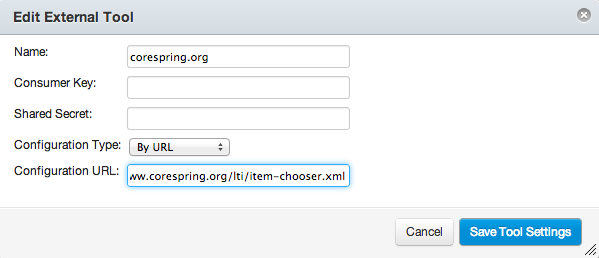 Edit External Tool
Name: corespring.org
Consumer Key:
Shared Secret:
Configuration Type: By URL
Configuration URL: ww.corespring.org/lti/item-chooser.xml
Cancel Save Tool Settings